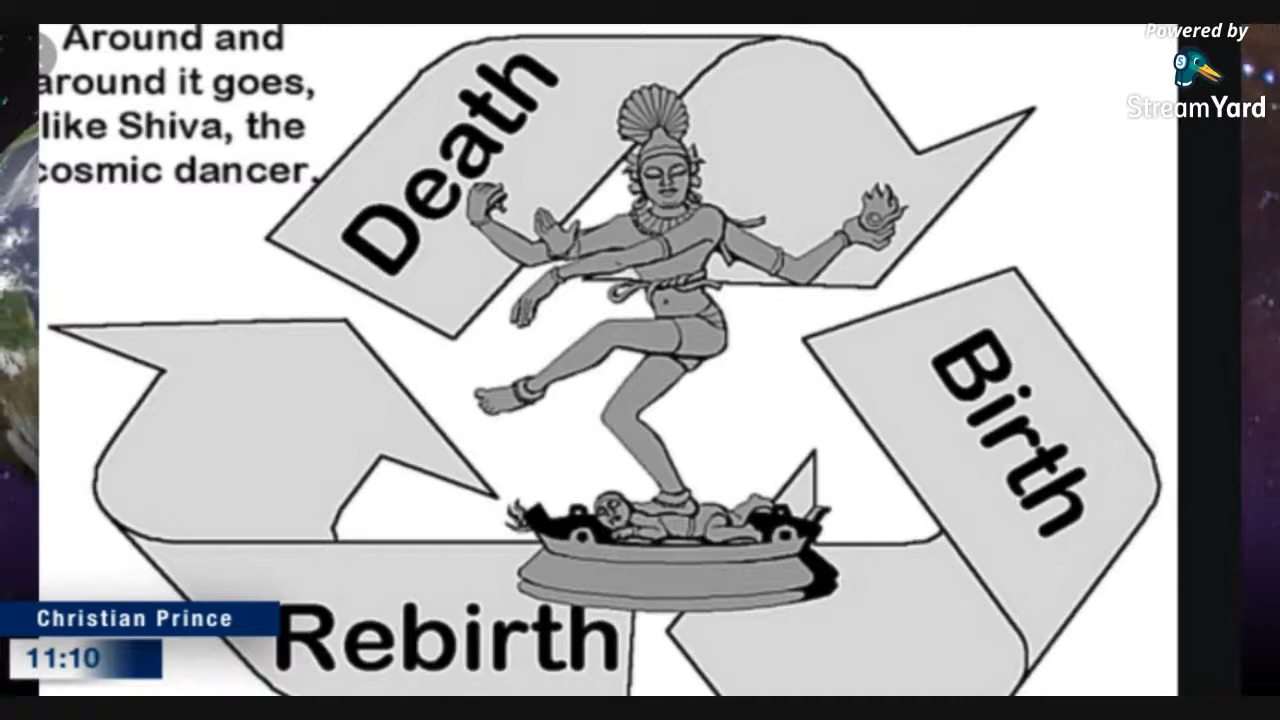 Around and
around it goes,
like Shiva, the
cosmic dancer.
Powered by
StreamYard
Death
Birth
Rebirth
Christian Prince
11:10